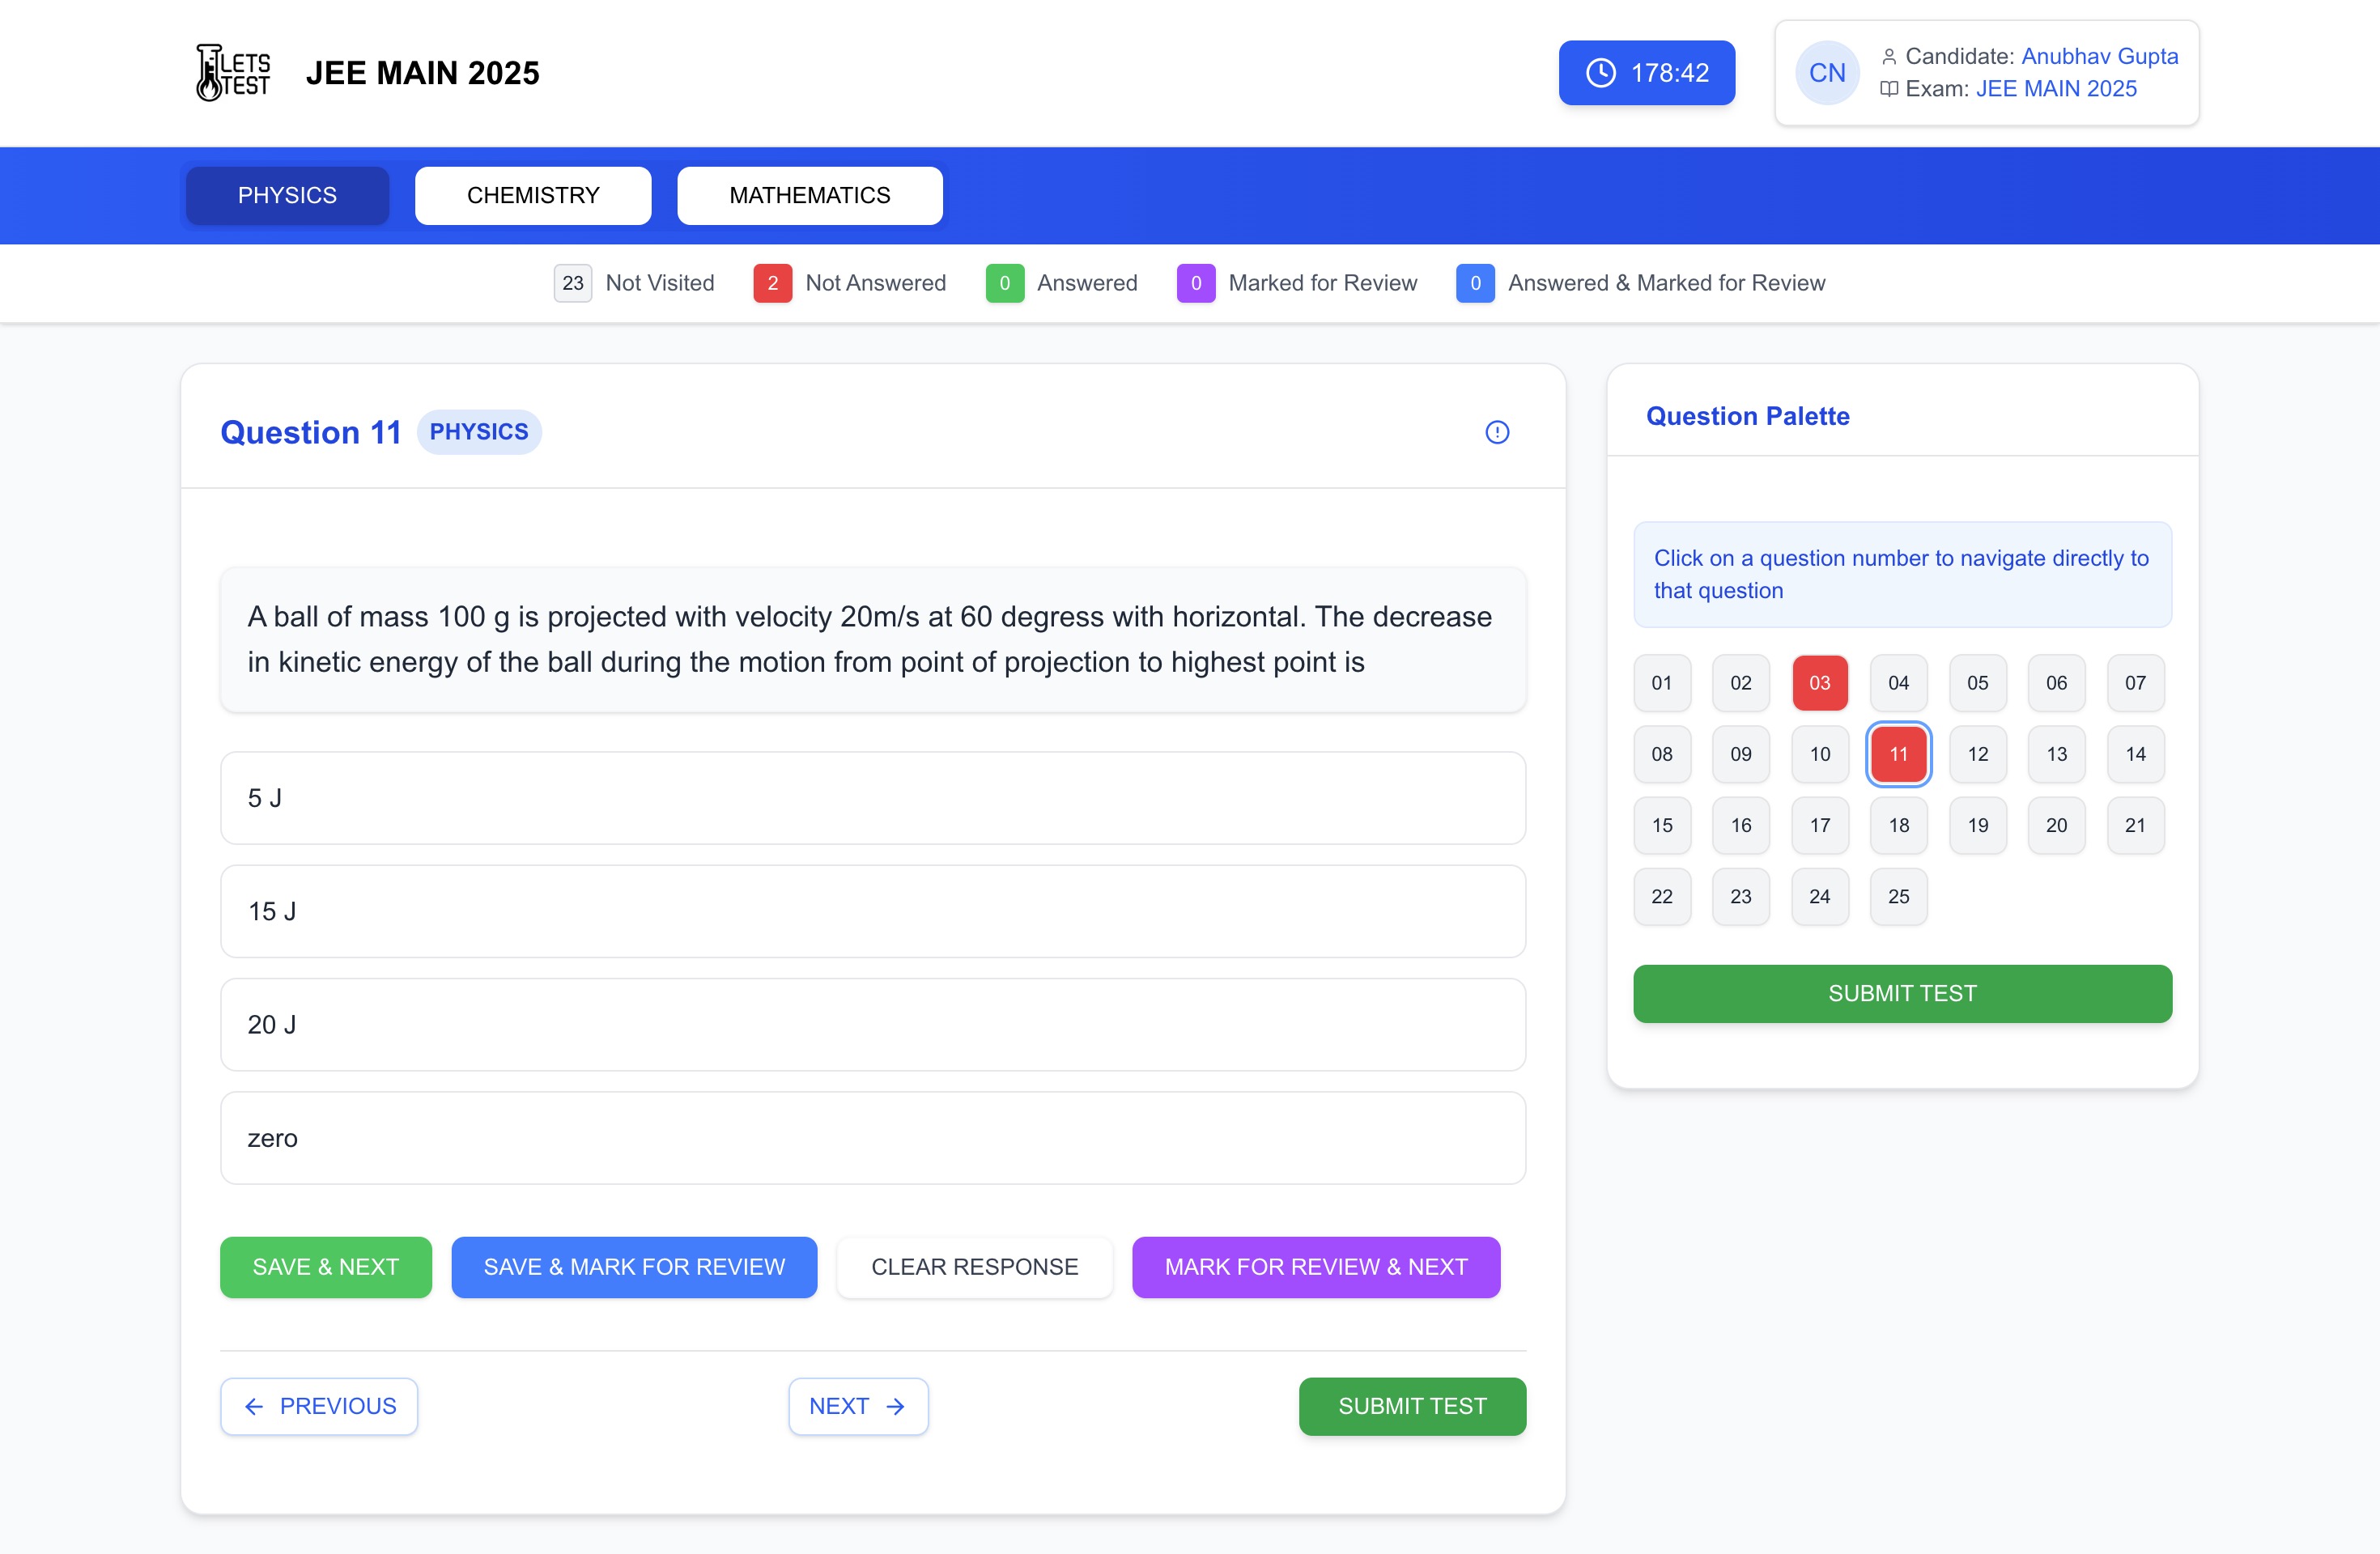 LETS
TEST
JEE MAIN 2025
178:42
CN
Candidate: Anubhav Gupta
Exam: JEE MAIN 2025
PHYSICS
CHEMISTRY
MATHEMATICS
23 Not Visited
2 Not Answered
0 Answered
0 Marked for Review
0 Answered & Marked for Review
Question 11 PHYSICS
A ball of mass 100 g is projected with velocity 20m/s at 60 degress with horizontal. The decrease
in kinetic energy of the ball during the motion from point of projection to highest point is
5 J
15 J
20 J
zero
SAVE & NEXT
SAVE & MARK FOR REVIEW
CLEAR RESPONSE
MARK FOR REVIEW & NEXT
PREVIOUS
NEXT
SUBMIT TEST
Question Palette
Click on a question number to navigate directly to
that question
01 02 03 04 05 06 07
08 09 10 11 12 13 14
15 16 17 18 19 20 21
22 23 24 25
SUBMIT TEST